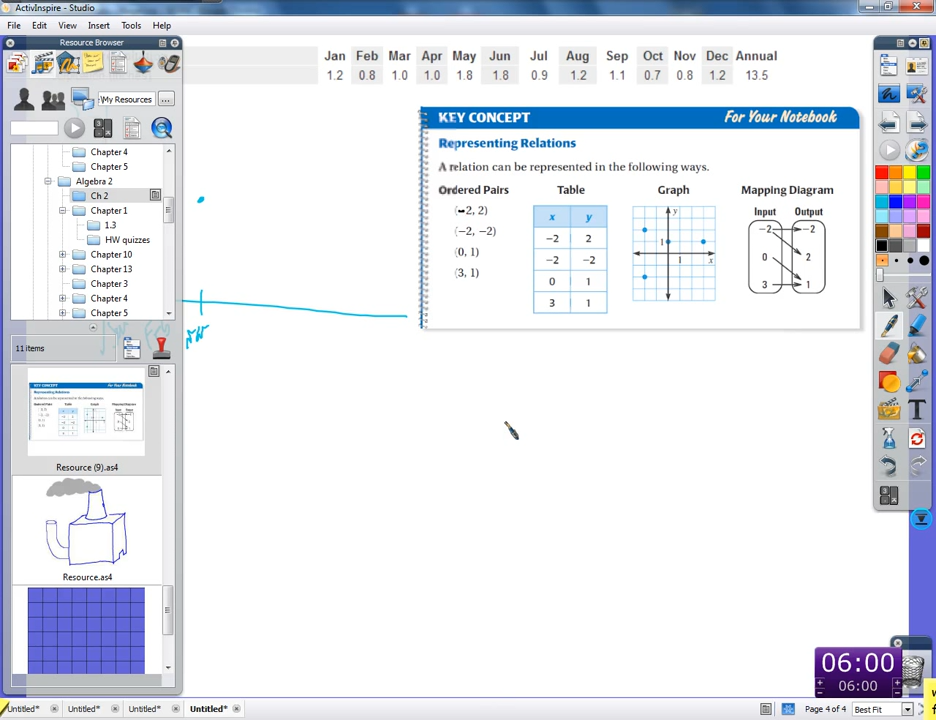 ActivInspire - Studio
File Edit View Insert Tools Help
Resource Browser
My Resources ...
Chapter 4
Chapter 5
Algebra 2
Ch 2
Chapter 1
1.3
HW quizzes
Chapter 10
Chapter 3
Chapter 4
Chapter 5
11 items
Resource (9).as4
Resource.as4
Jan Feb Mar Apr May Jun Jul Aug Sep Oct Nov Dec Annual
1.2 0.8 1.0 1.0 1.8 1.8 0.9 1.2 1.1 0.7 0.8 1.2 13.5
KEY CONCEPT For Your Notebook
Representing Relations
A relation can be represented in the following ways.
Ordered Pairs Table Graph Mapping Diagram
(−2, 2)
(−2, −2)
(0, 1)
(3, 1)
x y
−2 2
−2 −2
0 1
3 1
y
1
1 x
Input Output
−2 −2
0 2
3 1
06:00
06:00
Untitled* Untitled* Untitled* Untitled*
Page 4 of 4 Best Fit